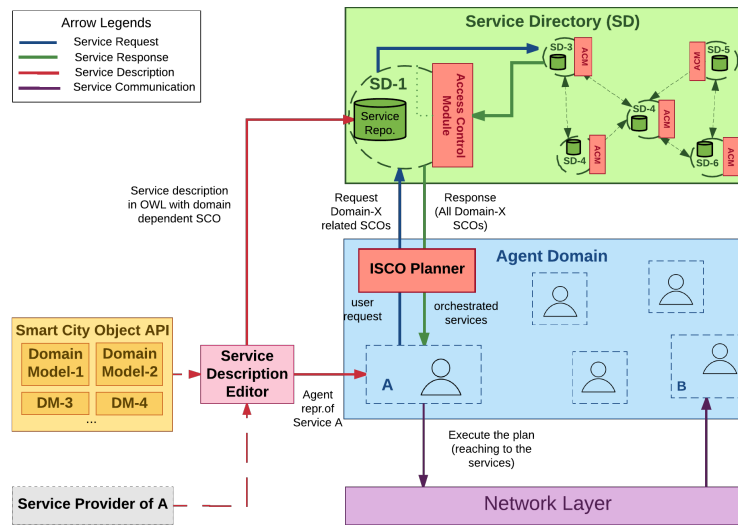 Arrow Legends
Service Request
Service Response
Service Description
Service Communication
Service Directory (SD)
SD-1
Service
Repo.
Access Control
Module
SD-3
ACM
SD-5
ACM
SD-4
ACM
SD-4
ACM
SD-6
ACM
Service description
in OWL with domain
dependent SCO
Request
Domain-X
related SCOs
Response
(All Domain-X
SCOs)
Agent Domain
ISCO Planner
user
request
orchestrated
services
A
B
Smart City Object API
Domain
Model-1
Domain
Model-2
DM-3
DM-4
...
Service
Description
Editor
Agent
repr.of
Service A
Execute the plan
(reaching to the
services)
Service Provider of A
Network Layer